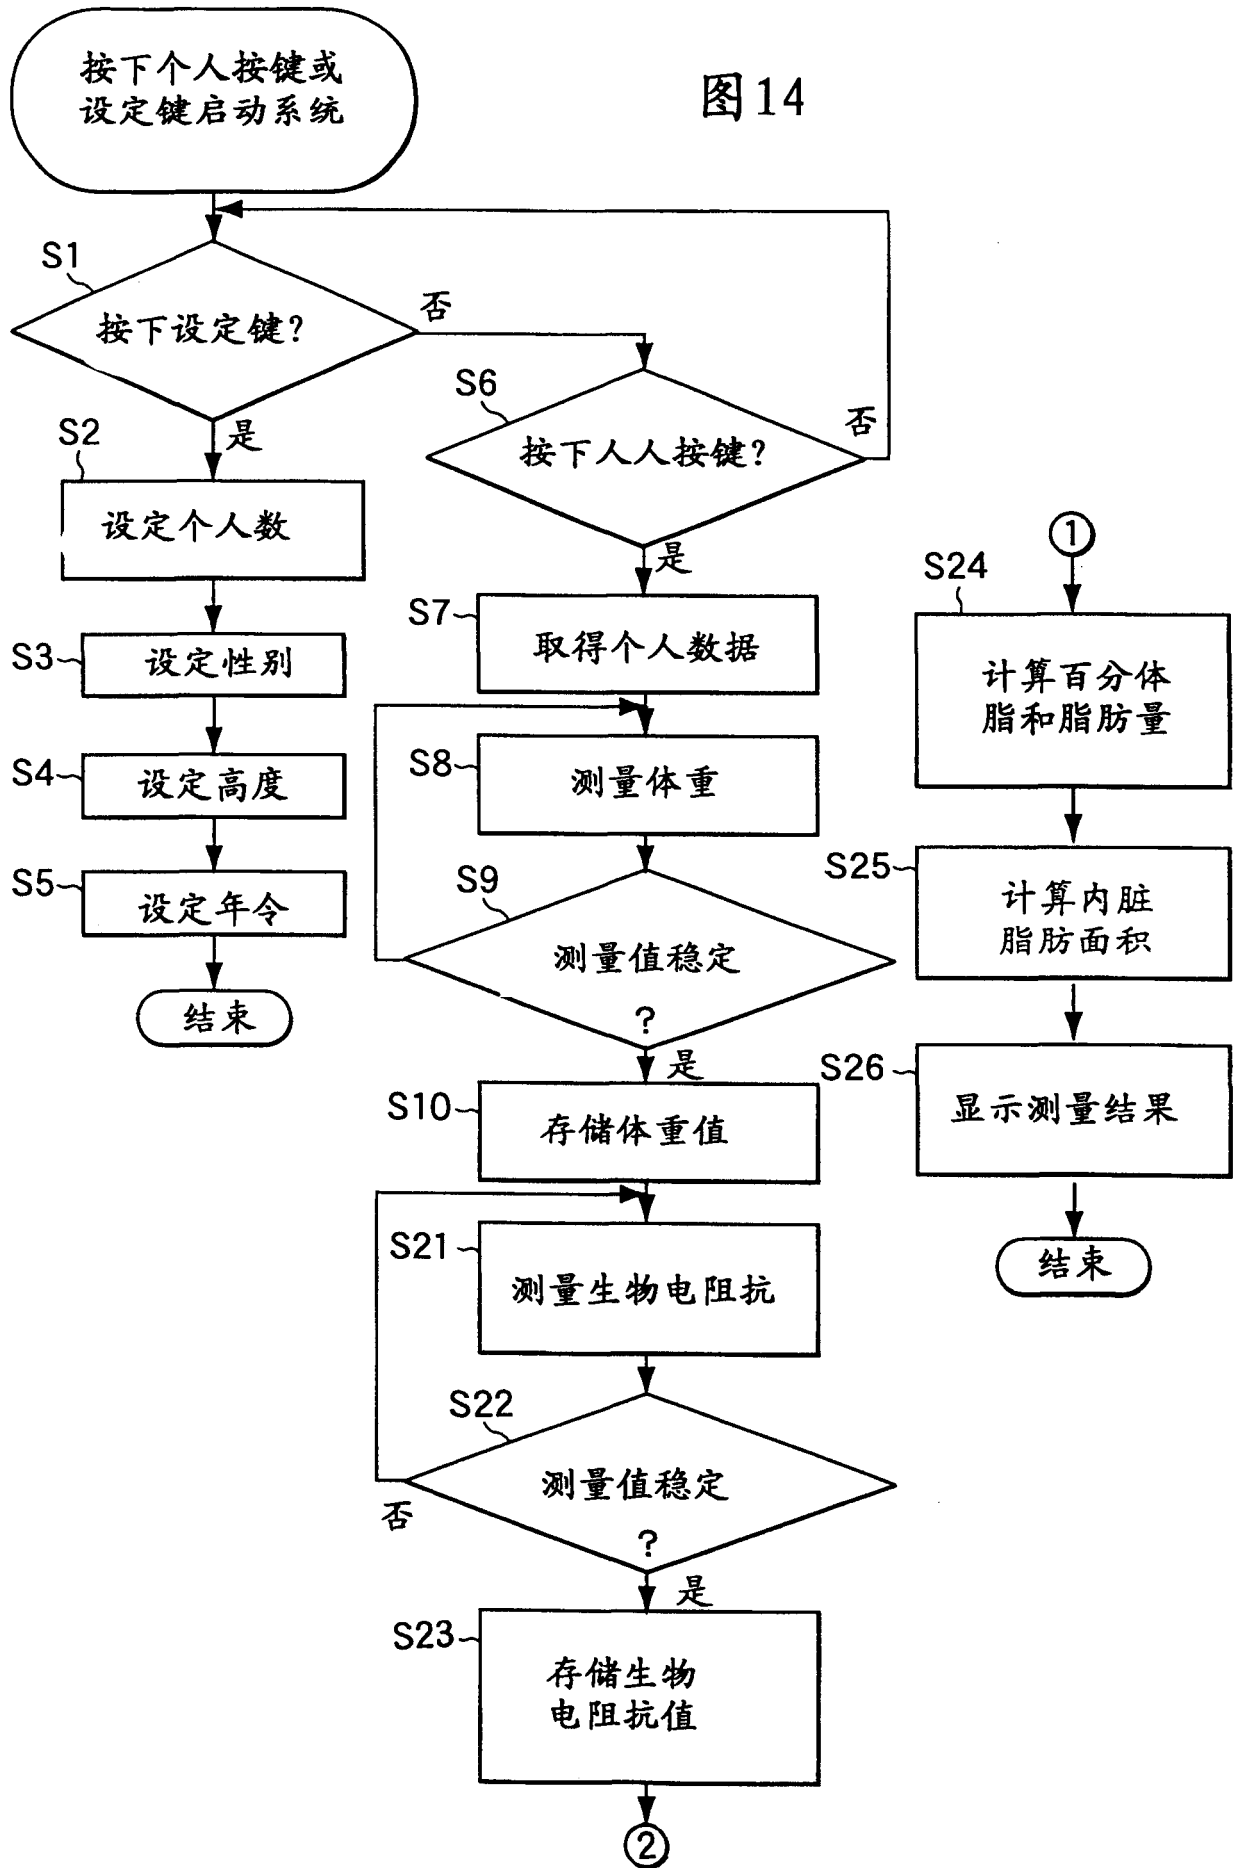 按下个人按键或
设定键启动系统
图14
S1
按下设定键?
否
是
S2
设定个人数
S3
设定性别
S4
设定高度
S5
设定年令
结束
S6
按下人人按键?
否
是
S7
取得个人数据
S8
测量体重
S9
测量值稳定
?
是
S10
存储体重值
S21
测量生物电阻抗
S22
测量值稳定
?
否
是
S23
存储生物
电阻抗值
2
1
S24
计算百分体
脂和脂肪量
S25
计算内脏
脂肪面积
S26
显示测量结果
结束